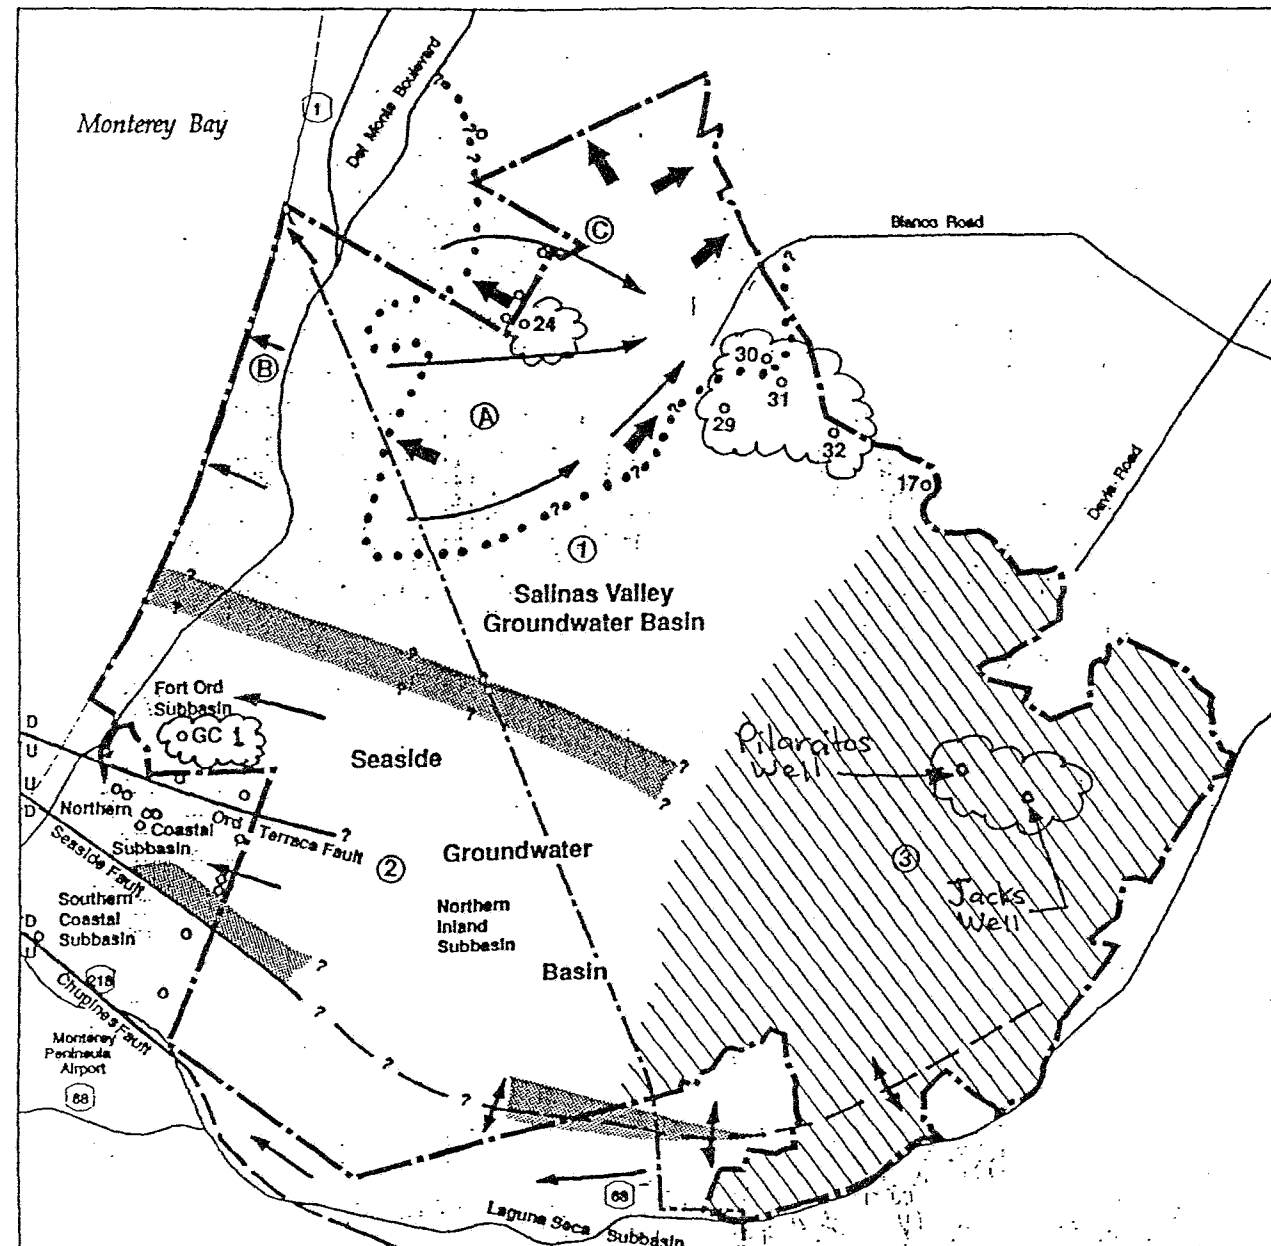 Monterey Bay
1
Del Monte Boulevard
?
?
?
?
C
Blanco Road
?
24
B
30
31
29
32
A
?
17
Davis Road
?
?
?
1
Salinas Valley
Groundwater Basin
?
?
?
?
?
Fort Ord
Subbasin
GC 1
D
U
Seaside
?
?
Pilarcitos
Well
U
D
Northern
Coastal
Subbasin
Ord Terrace Fault
?
Seaside Fault
2
Groundwater
3
Northern
Inland
Subbasin
Jacks
Well
Southern
Coastal
Subbasin
D
U
?
Basin
218
Chupines Fault
?
Monterey
Peninsula
Airport
?
68
?
68
Laguna Seca Subbasin